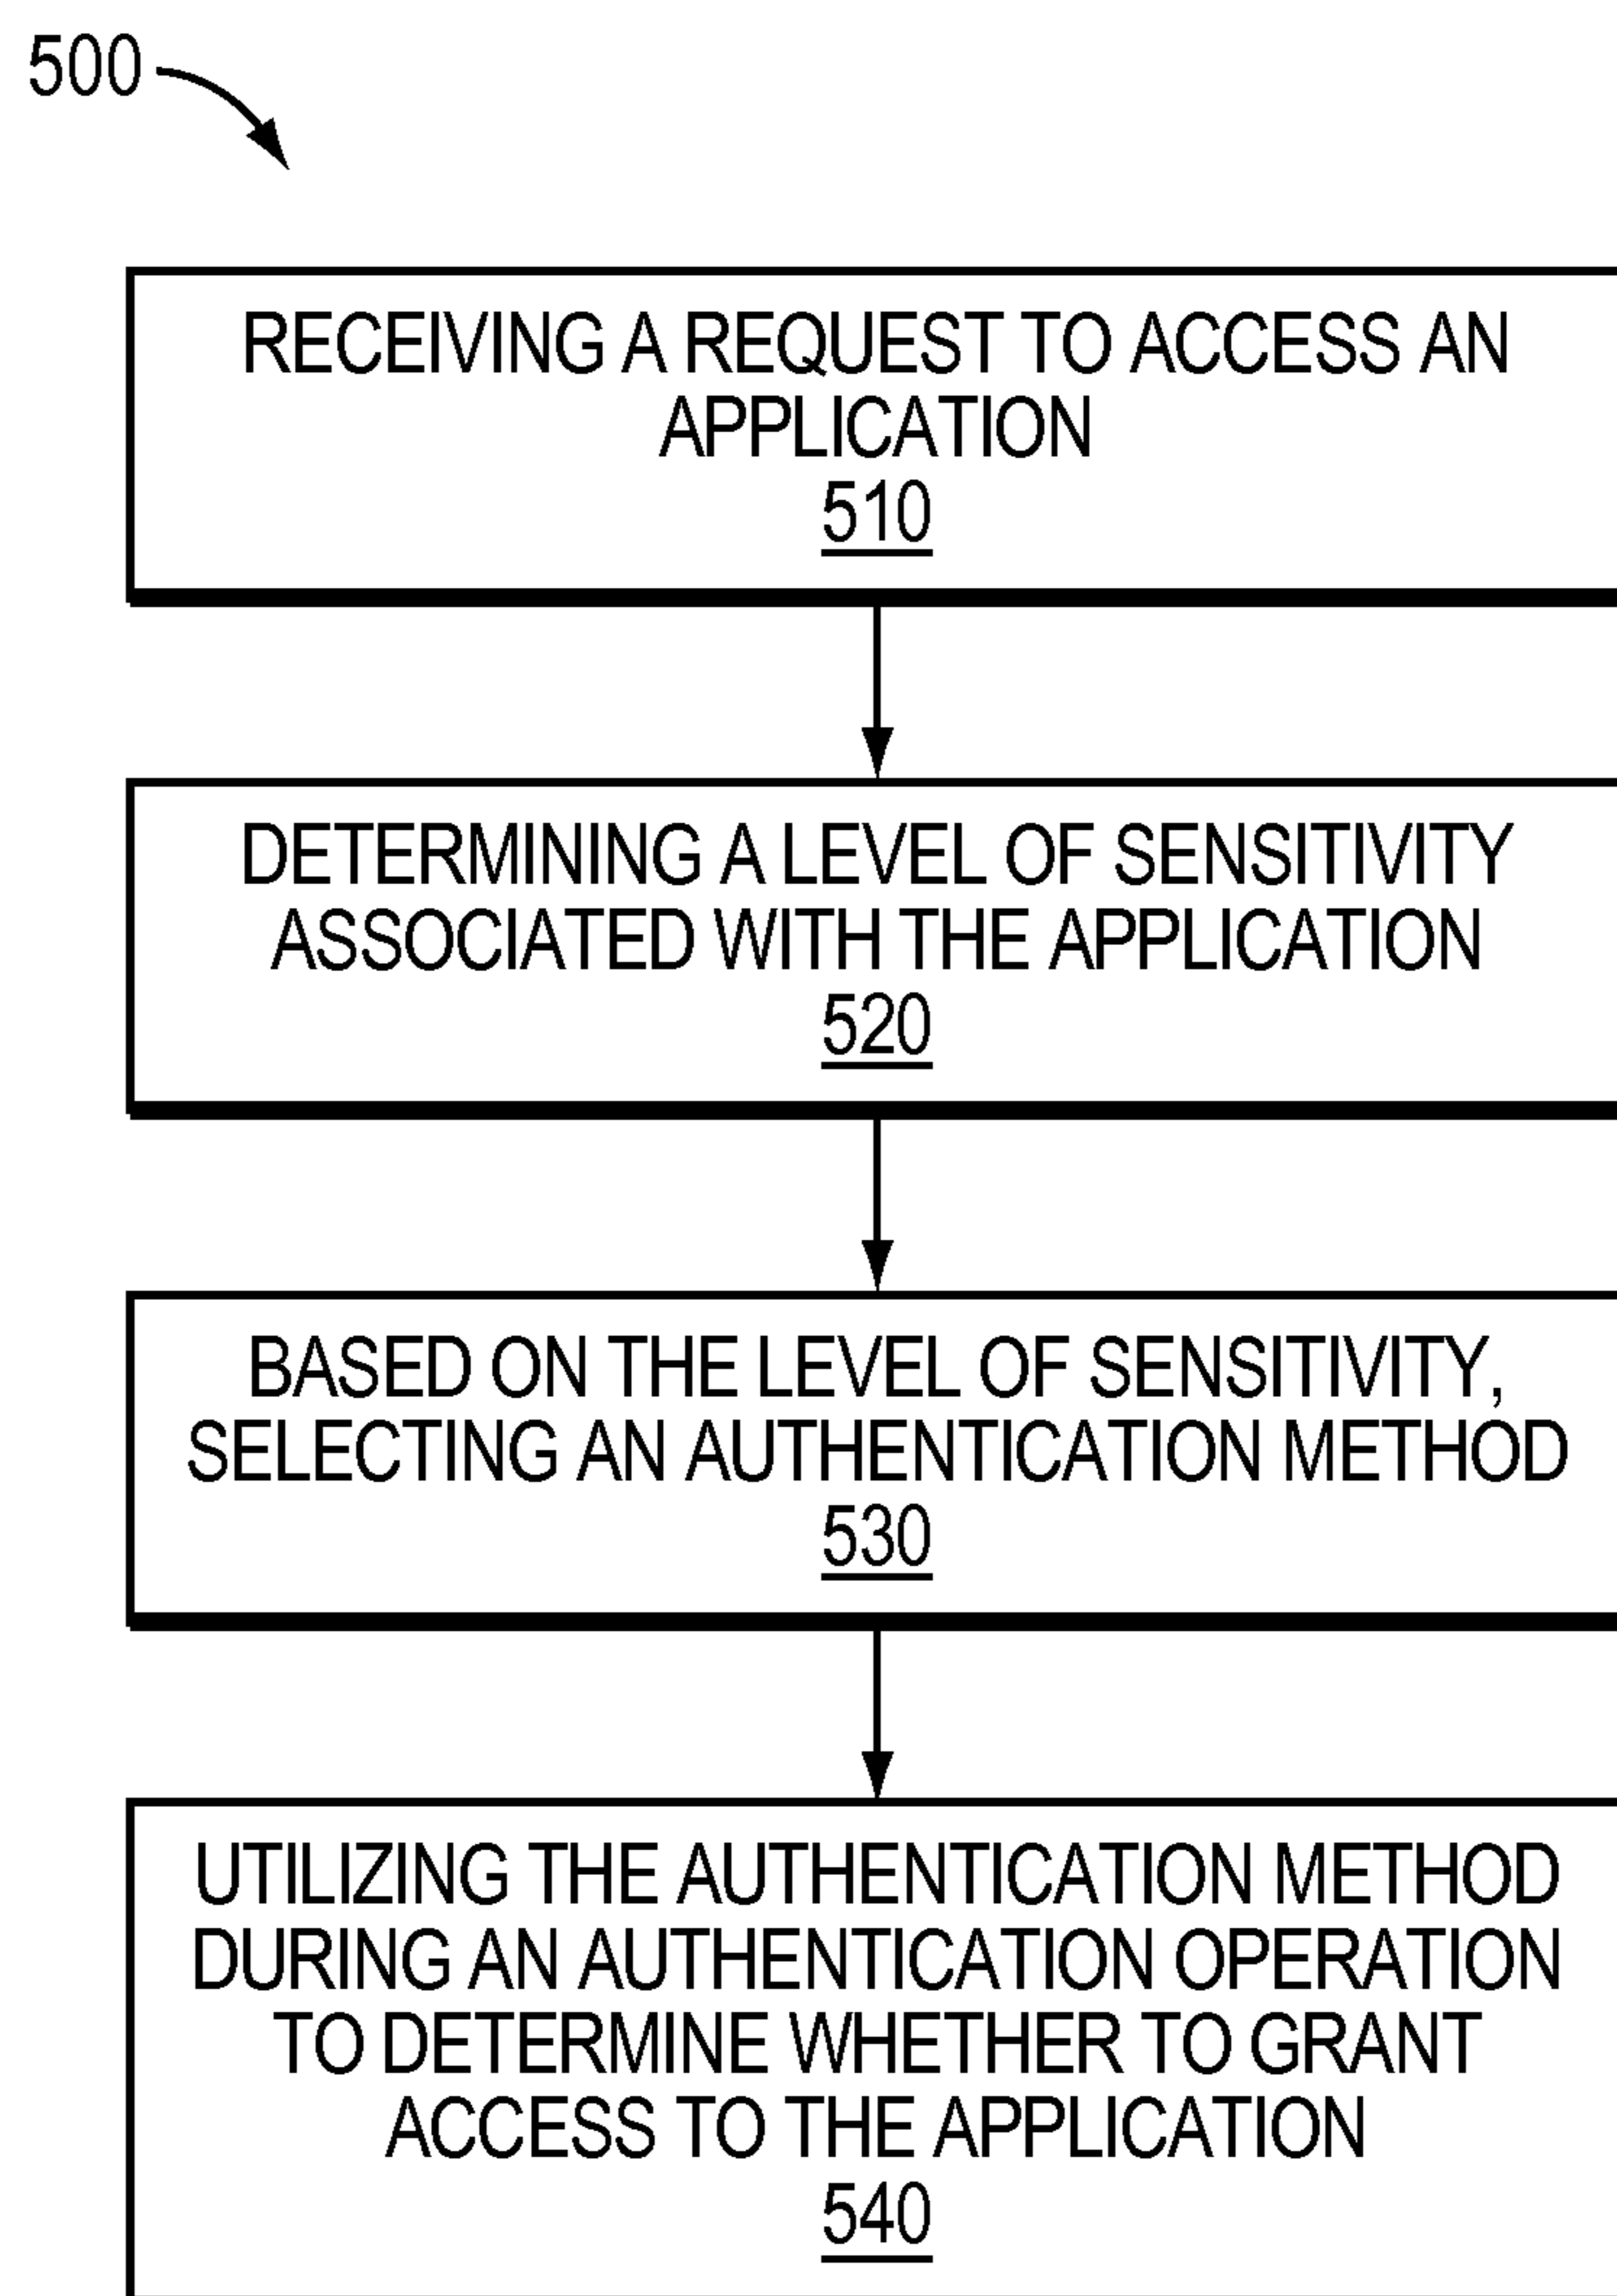 500
RECEIVING A REQUEST TO ACCESS AN
APPLICATION
510
DETERMINING A LEVEL OF SENSITIVITY
ASSOCIATED WITH THE APPLICATION
520
BASED ON THE LEVEL OF SENSITIVITY,
SELECTING AN AUTHENTICATION METHOD
530
UTILIZING THE AUTHENTICATION METHOD
DURING AN AUTHENTICATION OPERATION
TO DETERMINE WHETHER TO GRANT
ACCESS TO THE APPLICATION
540